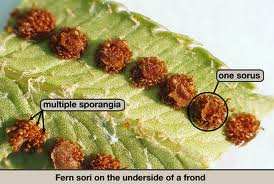 one sorus
multiple sporangia
Fern sori on the underside of a frond